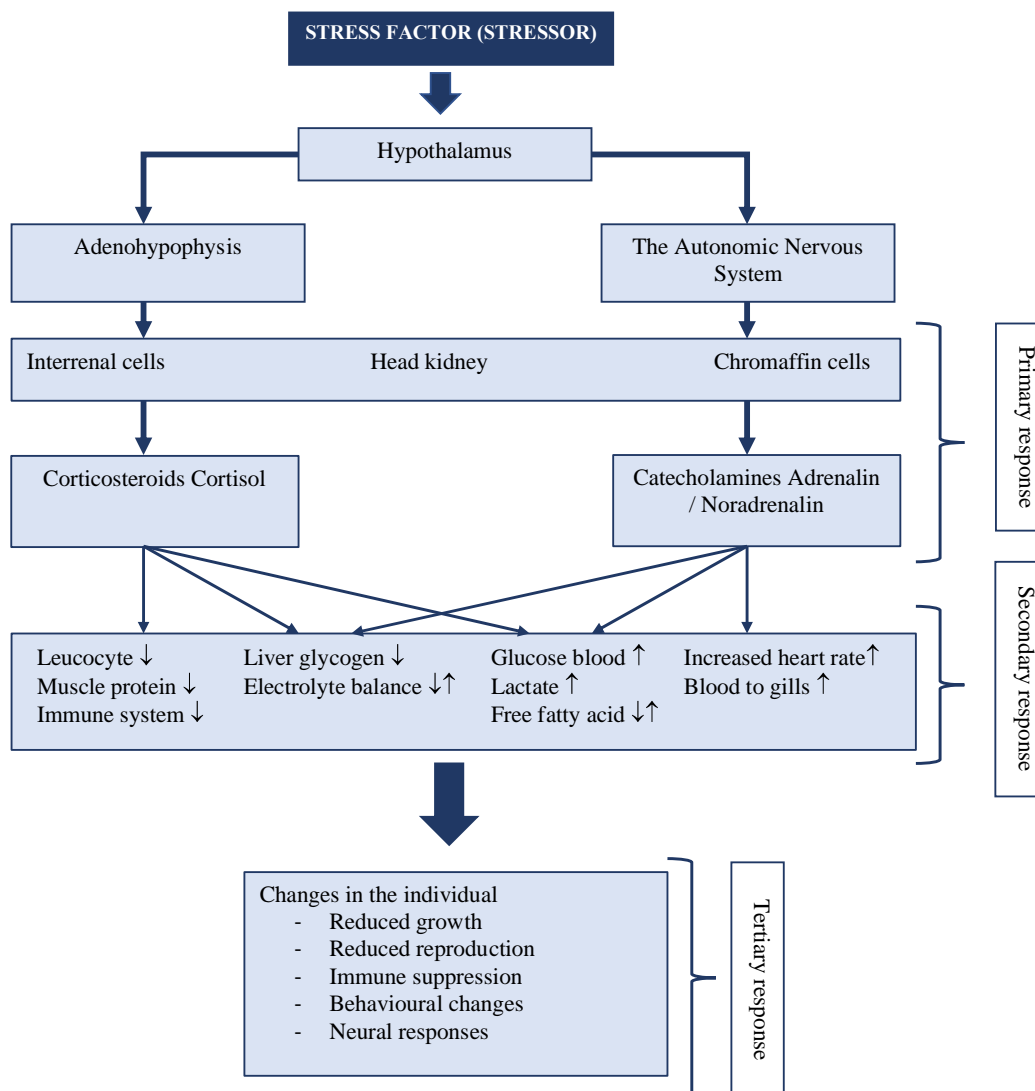 STRESS FACTOR (STRESSOR)
Hypothalamus
Adenohypophysis
The Autonomic Nervous
System
Interrenal cells Head kidney Chromaffin cells
Primary response
Corticosteroids Cortisol
Catecholamines Adrenalin
/ Noradrenalin
Leucocyte ↓
Muscle protein ↓
Immune system ↓
Liver glycogen ↓
Electrolyte balance ↓↑
Glucose blood ↑
Lactate ↑
Free fatty acid ↓↑
Increased heart rate↑
Blood to gills ↑
Secondary response
Changes in the individual
- Reduced growth
- Reduced reproduction
- Immune suppression
- Behavioural changes
- Neural responses
Tertiary response